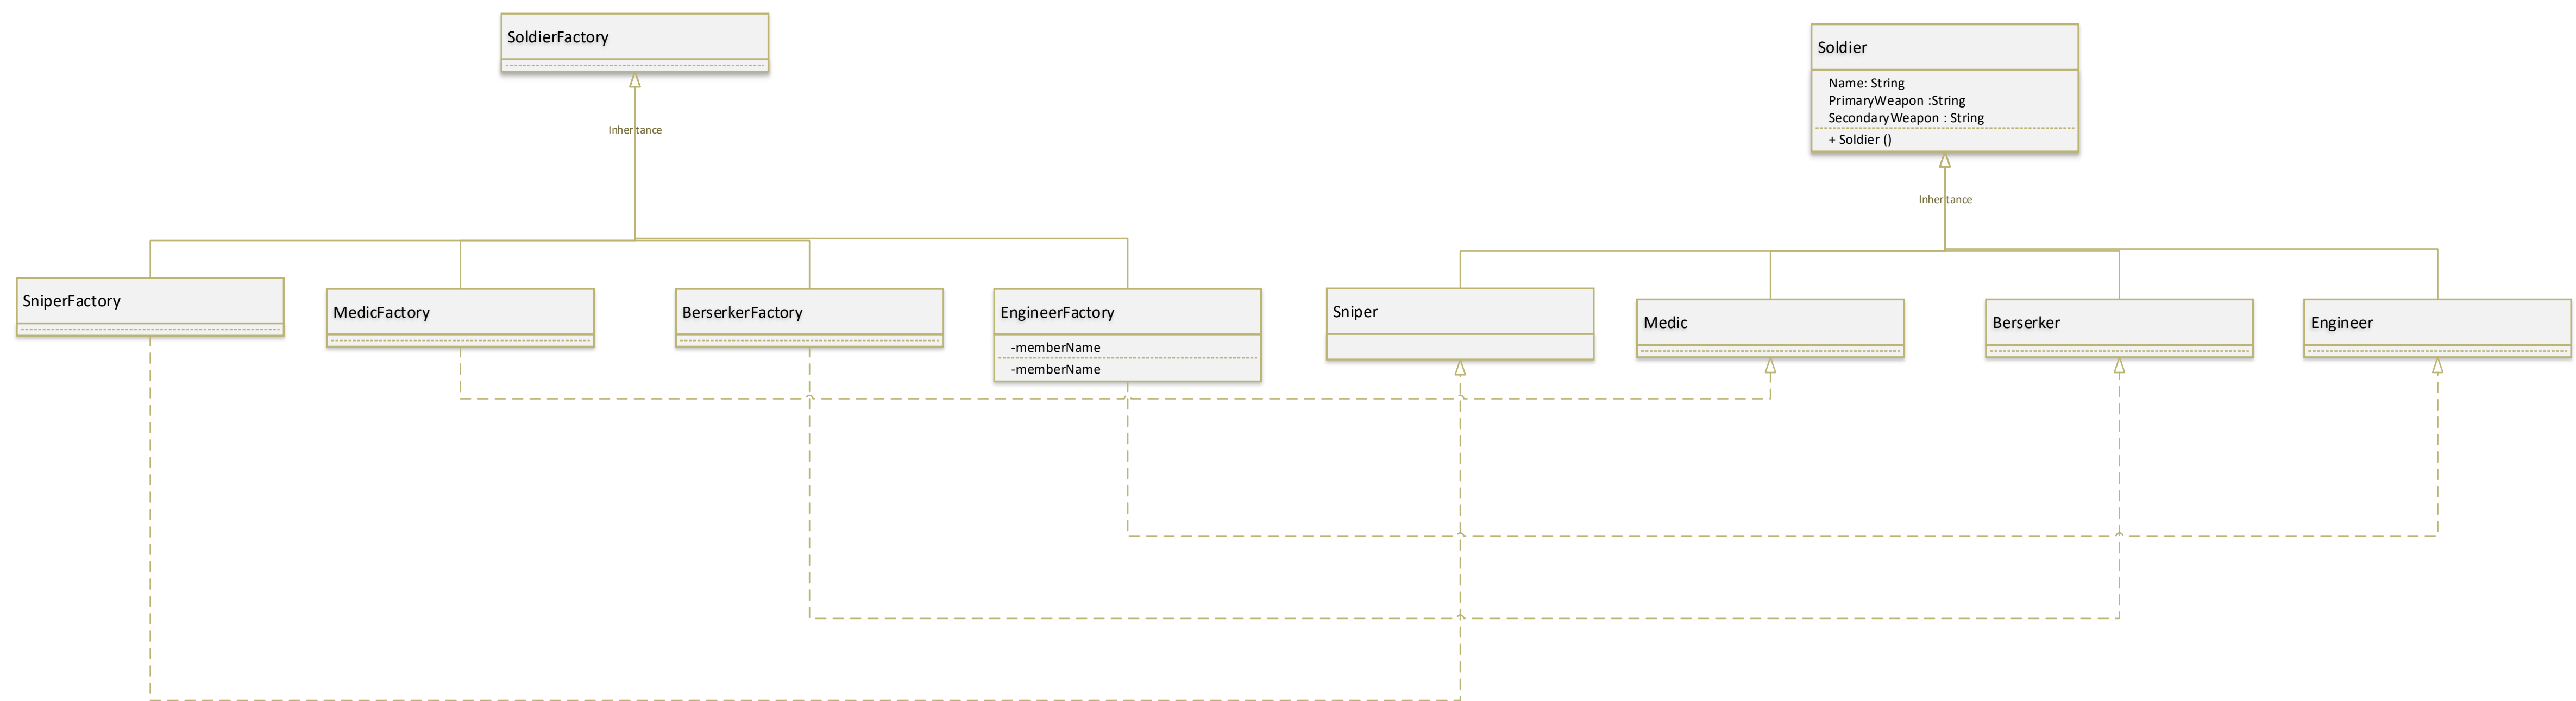 SoldierFactory
Soldier
Name: String
PrimaryWeapon :String
SecondaryWeapon : String
+ Soldier ()
Inheritance
Inheritance
SniperFactory
MedicFactory
BerserkerFactory
EngineerFactory
-memberName
-memberName
Sniper
Medic
Berserker
Engineer